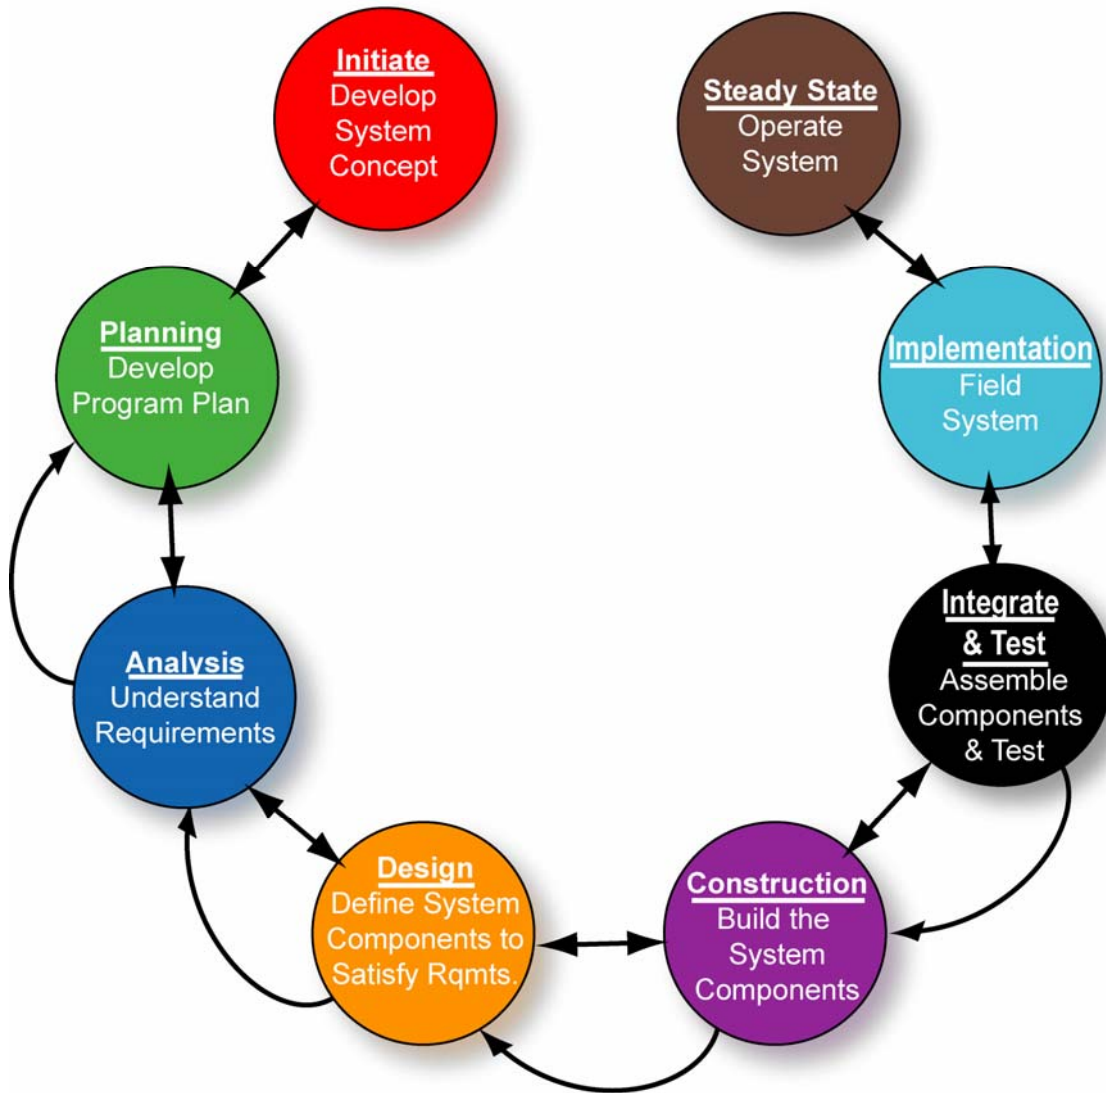 Initiate
Develop
System
Concept
Planning
Develop
Program Plan
Analysis
Understand
Requirements
Design
Define System
Components to
Satisfy Rqmts.
Construction
Build the
System
Components
Integrate
& Test
Assemble
Components
& Test
Implementation
Field
System
Steady State
Operate
System